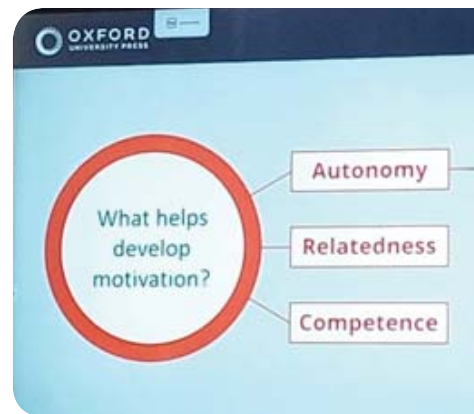 OXFORD
UNIVERSITY PRESS
What helps
develop
motivation?
Autonomy
Relatedness
Competence